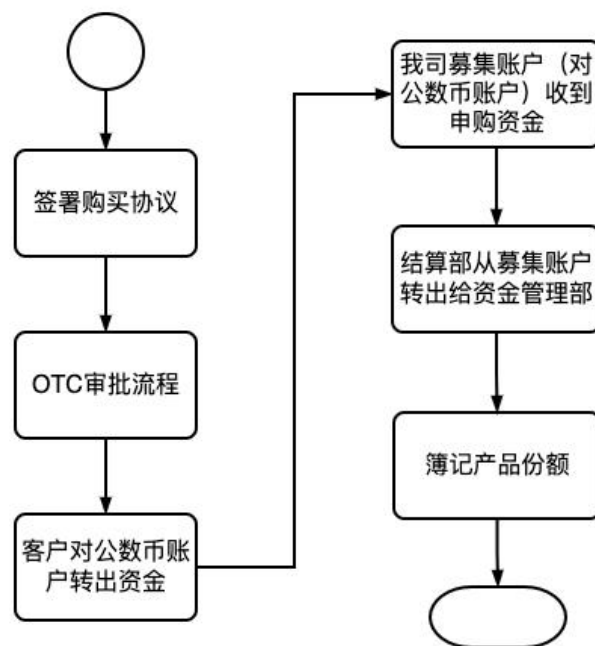 签署购买协议
OTC审批流程
客户对公数币账
户转出资金
我司募集账户（对
公数币账户）收到
申购资金
结算部从募集账户
转出给资金管理部
簿记产品份额